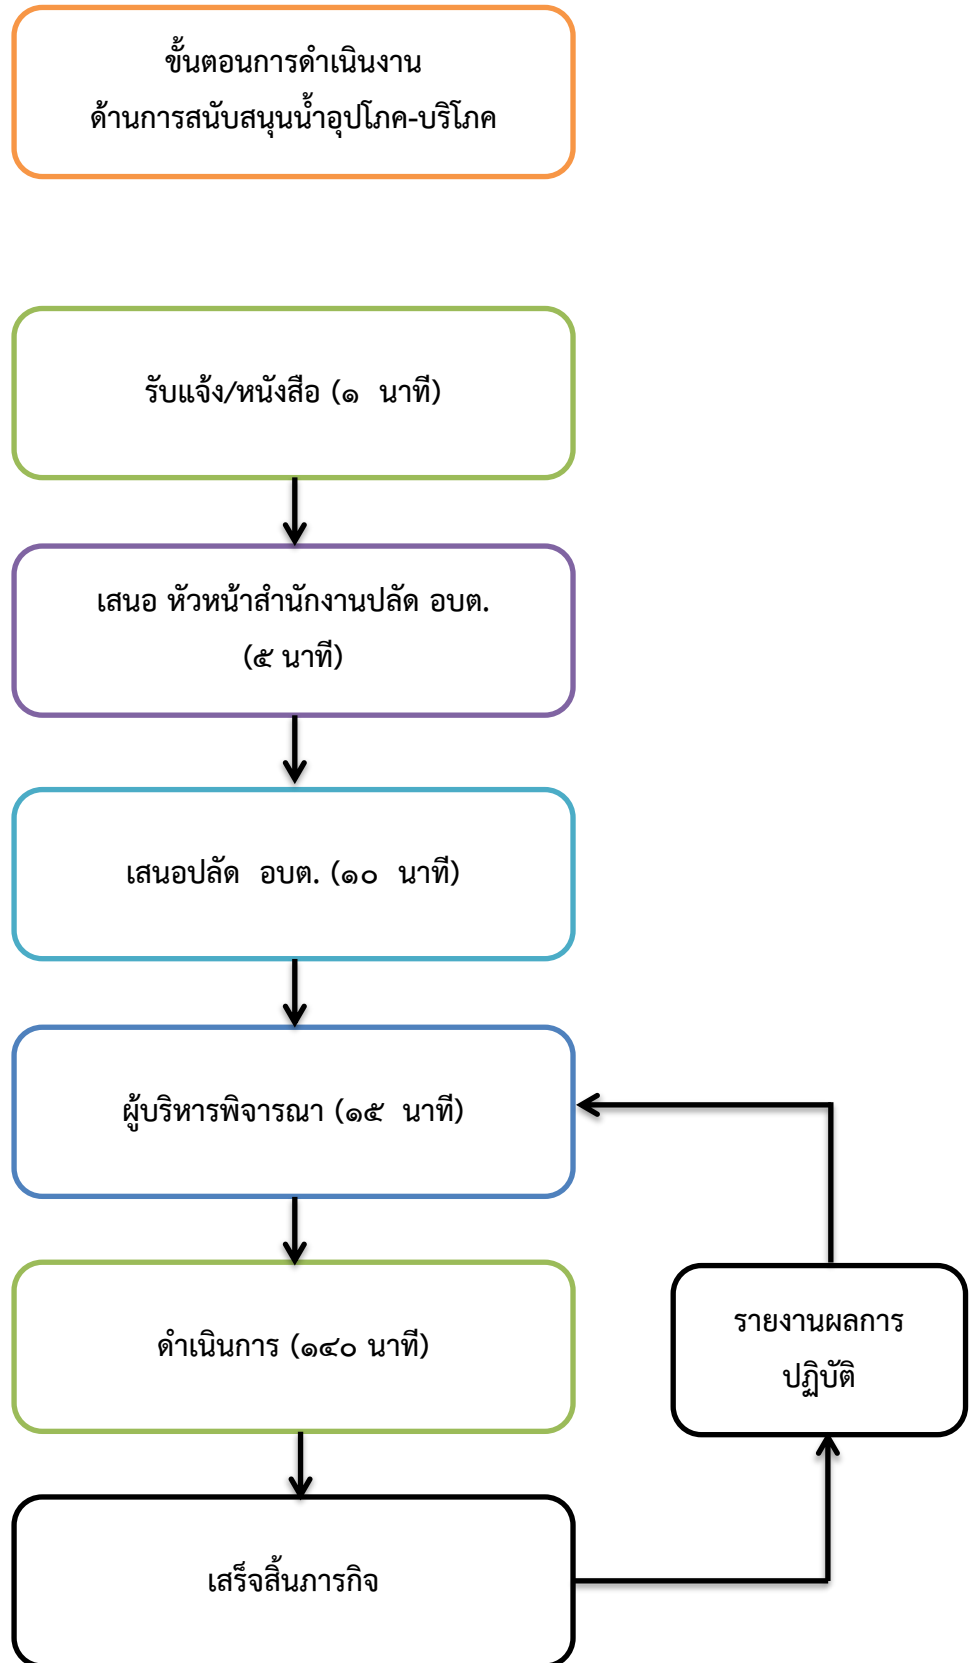 ขั้นตอนการดำเนินงาน
ด้านการสนับสนุนน้ำอุปโภค-บริโภค
รับแจ้ง/หนังสือ (๑ นาที)
เสนอ หัวหน้าสำนักงานปลัด อบต.
(๕ นาที)
เสนอปลัด อบต. (๑๐ นาที)
ผู้บริหารพิจารณา (๑๕ นาที)
ดำเนินการ (๑๔๐ นาที)
รายงานผลการ
ปฏิบัติ
เสร็จสิ้นภารกิจ